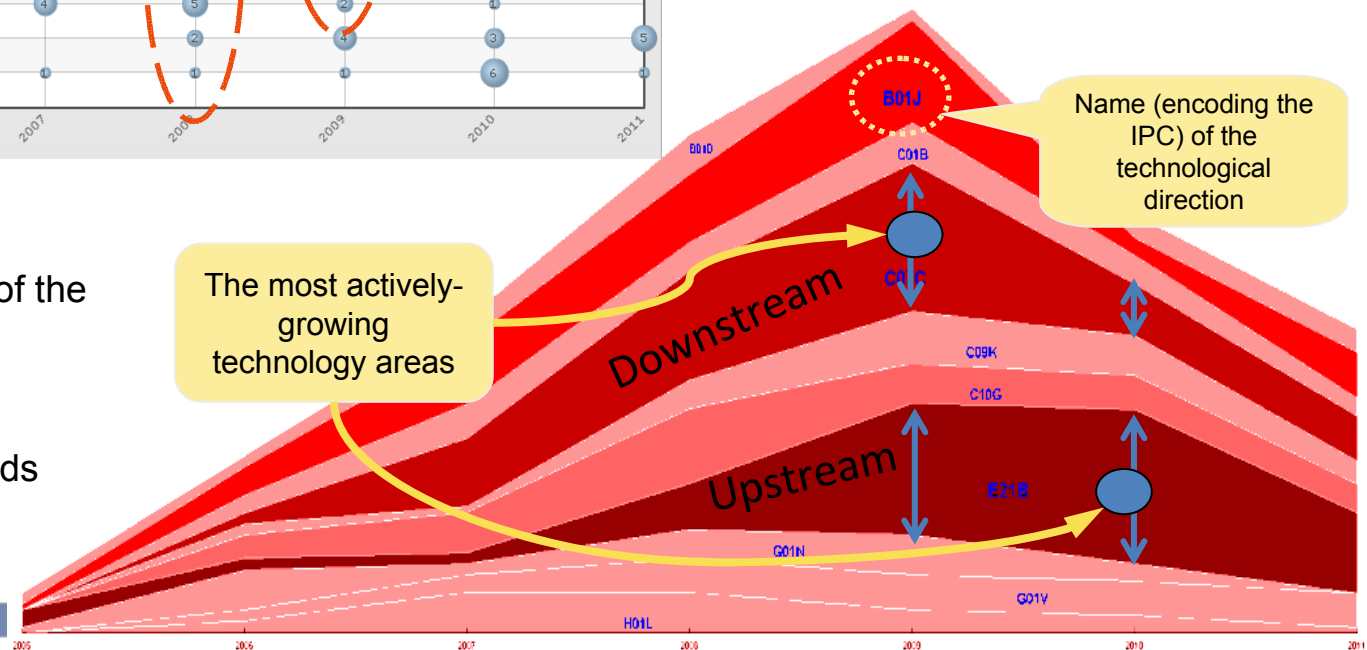 4 5 2 1
2 4 3 5
1 1 1 6 1
2007 2008 2009 2010 2011
B01J
Name (encoding the
IPC) of the
technological
direction
B01D
C01B
of the
The most actively-
growing
technology areas
Downstream
C09K
C10G
ds
Upstream
E21B
G01N
G01V
H01L
2005 2006 2007 2008 2009 2010 2011